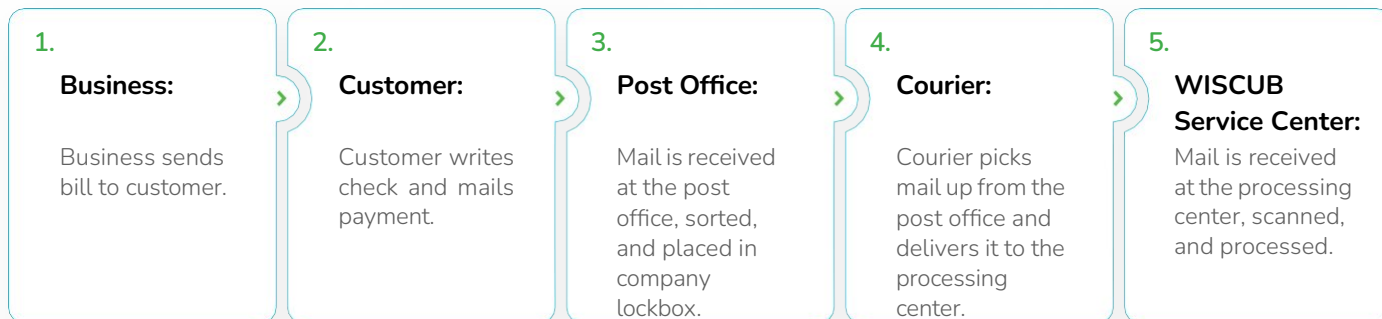 1.
Business:
Business sends
bill to customer.
2.
Customer:
Customer writes
check and mails
payment.
3.
Post Office:
Mail is received
at the post
office, sorted,
and placed in
company
lockbox.
4.
Courier:
Courier picks
mail up from the
post office and
delivers it to the
processing
center.
5.
WISCUB
Service Center:
Mail is received
at the processing
center, scanned,
and processed.